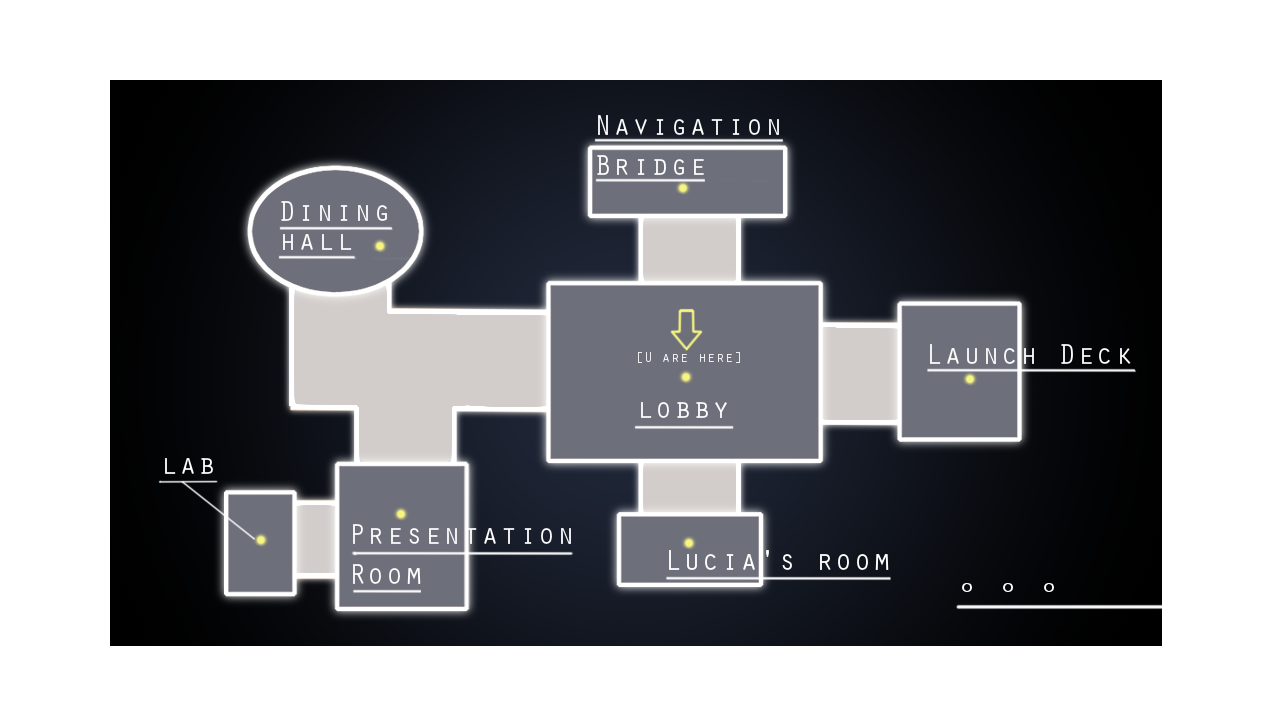 NAVIGATION
BRIDGE
DINING
HALL
[U ARE HERE]
LOBBY
LAUNCH DECK
LAB
PRESENTATION
ROOM
LUCIA'S ROOM
o o o